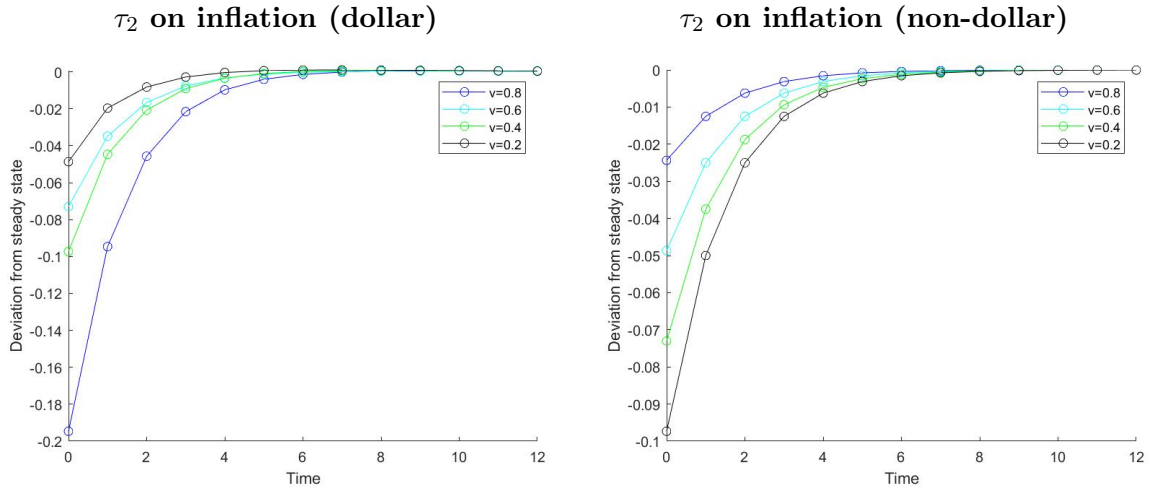 τ₂ on inflation (dollar)
0
-0.02
-0.04
-0.06
-0.08
-0.1
-0.12
-0.14
-0.16
-0.18
-0.2
Deviation from steady state
0 2 4 6 8 10 12
Time
v=0.8
v=0.6
v=0.4
v=0.2
τ₂ on inflation (non-dollar)
0
-0.01
-0.02
-0.03
-0.04
-0.05
-0.06
-0.07
-0.08
-0.09
-0.1
Deviation from steady state
0 2 4 6 8 10 12
Time
v=0.8
v=0.6
v=0.4
v=0.2